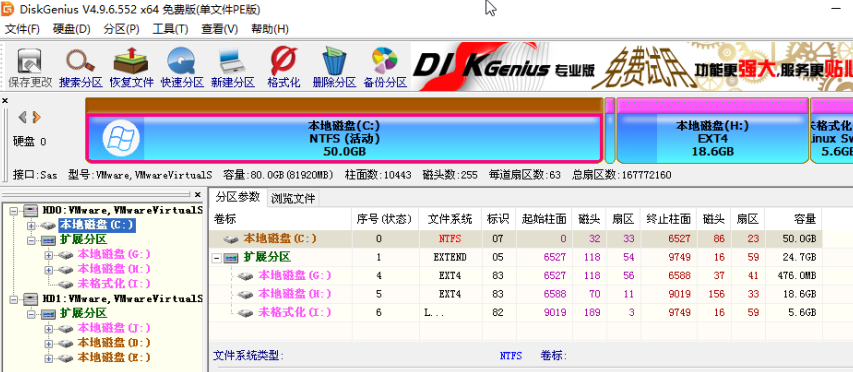 DiskGenius V4.9.6.552 x64 免费版(单文件PE版)
文件(F) 硬盘(D) 分区(P) 工具(T) 查看(V) 帮助(H)
保存更改 搜索分区 恢复文件 快速分区 新建分区 格式化 删除分区 备份分区
DISKGenius 专业版 免费试用 功能更强大,服务更贴心
硬盘 0
本地磁盘(C:)
NTFS (活动)
50.0GB
本地磁盘(H:)
EXT4
18.6GB
未格式化(I:)
inux Sw
5.6G
接口:Sas 型号:VMware,VMwareVirtualS 容量:80.0GB(81920MB) 柱面数:10443 磁头数:255 每道扇区数:63 总扇区数:167772160
HD0:VMware,VMwareVirtualS
本地磁盘(C:)
扩展分区
本地磁盘(G:)
本地磁盘(H:)
未格式化(I:)
HD1:VMware,VMwareVirtualS
扩展分区
本地磁盘(J:)
本地磁盘(D:)
本地磁盘(E:)
分区参数 浏览文件
卷标 序号(状态) 文件系统 标识 起始柱面 磁头 扇区 终止柱面 磁头 扇区 容量
本地磁盘(C:) 0 NTFS 07 0 32 33 6527 86 23 50.0GB
扩展分区 1 EXTEND 05 6527 118 54 9749 16 59 24.7GB
本地磁盘(G:) 4 EXT4 83 6527 118 56 6588 37 41 476.0MB
本地磁盘(H:) 5 EXT4 83 6588 70 11 9019 156 33 18.6GB
未格式化(I:) 6 L... 82 9019 189 3 9749 16 59 5.6GB
文件系统类型: NTFS 卷标: